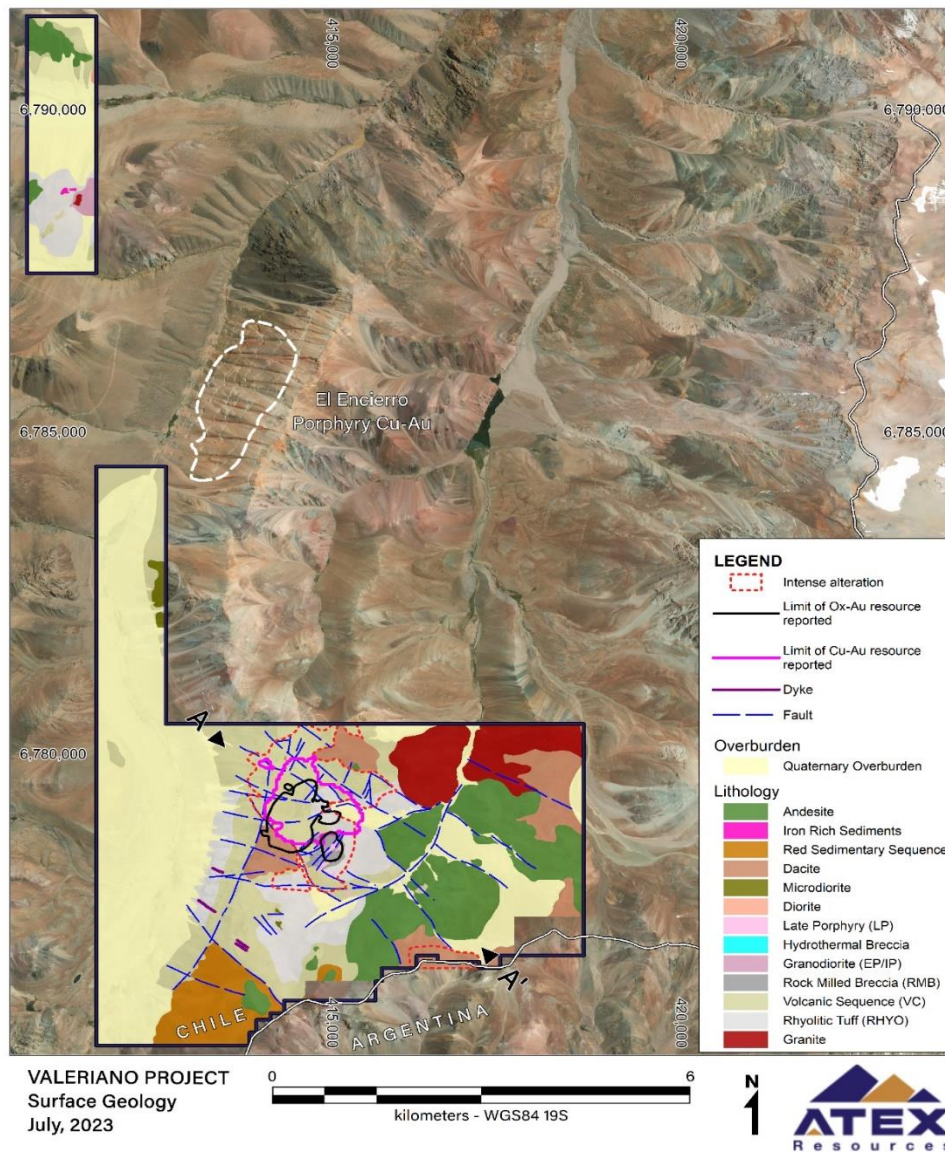 415,000
420,000
6,790,000
6,790,000
El Encierro
Porphyry Cu-Au
6,785,000
6,785,000
LEGEND
Intense alteration
Limit of Ox-Au resource
reported
Limit of Cu-Au resource
reported
Dyke
Fault
Overburden
Quaternary Overburden
Lithology
Andesite
Iron Rich Sediments
Red Sedimentary Sequence
Dacite
Microdiorite
Diorite
Late Porphyry (LP)
Hydrothermal Breccia
Granodiorite (EP/IP)
Rock Milled Breccia (RMB)
Volcanic Sequence (VC)
Rhyolitic Tuff (RHYO)
Granite
A
6,780,000
A'
CHILE
415,000
ARGENTINA
420,000
VALERIANO PROJECT
Surface Geology
July, 2023
0
6
kilometers - WGS84 19S
N
ATEX
Resources